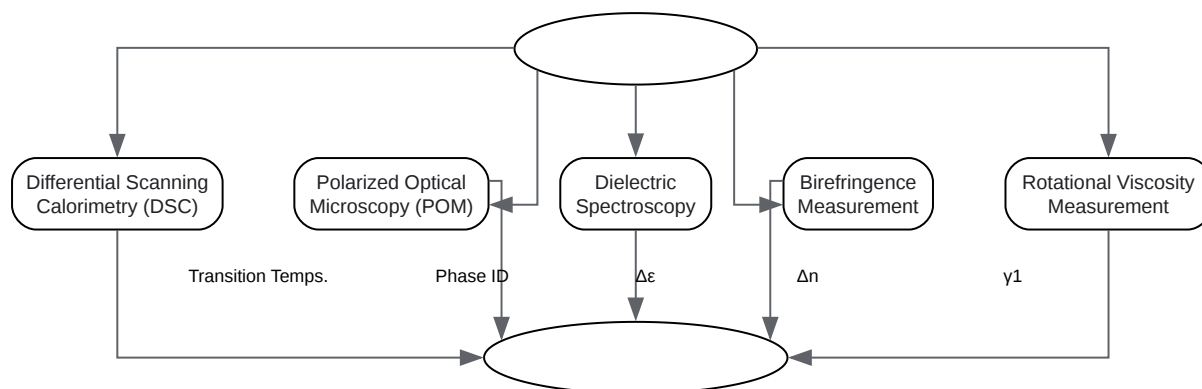 Differential Scanning
Calorimetry (DSC)
Polarized Optical
Microscopy (POM)
Dielectric
Spectroscopy
Birefringence
Measurement
Rotational Viscosity
Measurement
Transition Temps.
Phase ID
Δε
Δn
γ1